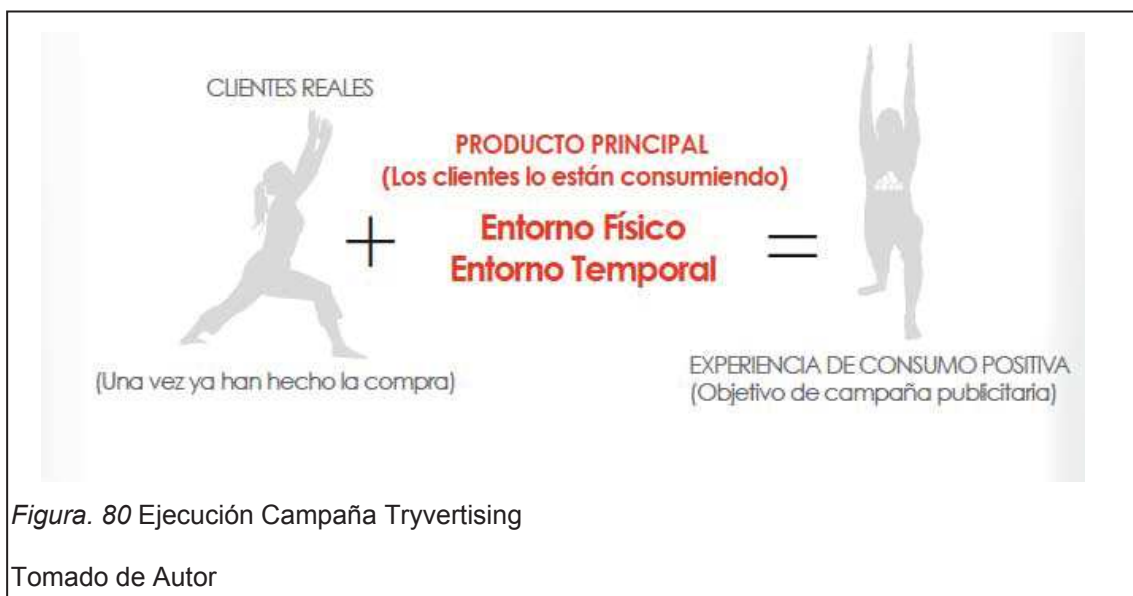 CLIENTES REALES
PRODUCTO PRINCIPAL
(Los clientes lo están consumiendo)
+
Entorno Físico
Entorno Temporal
=
(Una vez ya han hecho la compra)
EXPERIENCIA DE CONSUMO POSITIVA
(Objetivo de campaña publicitaria)
Figura. 80 Ejecución Campaña Tryvertising
Tomado de Autor